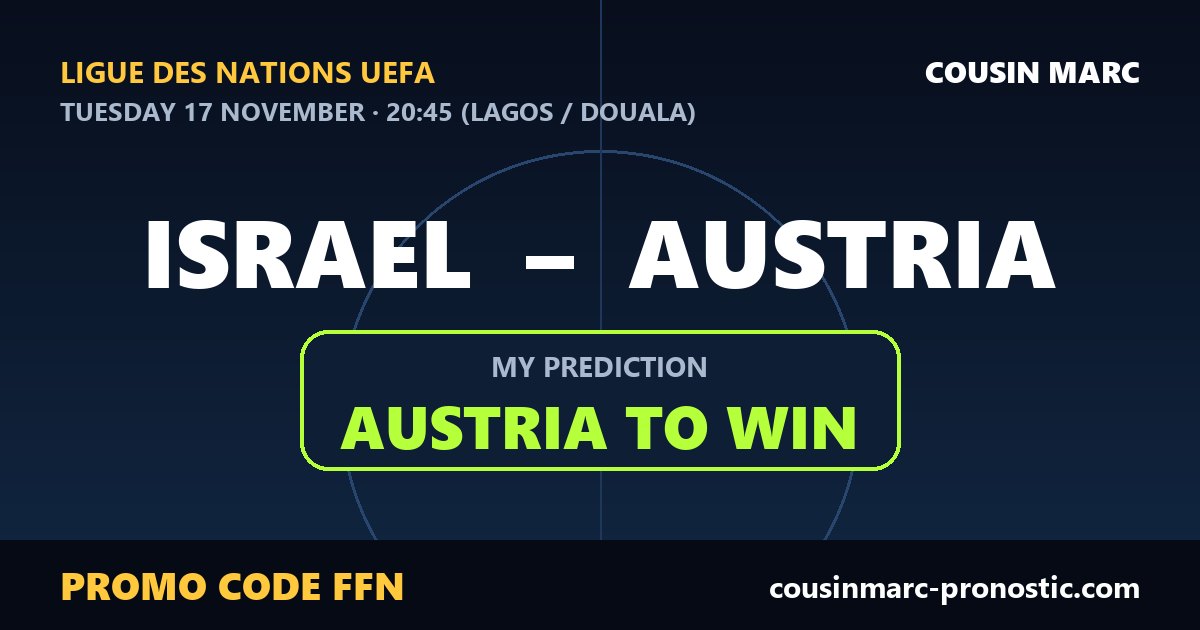 LIGUE DES NATIONS UEFA
COUSIN MARC
TUESDAY 17 NOVEMBER · 20:45 (LAGOS / DOUALA)
ISRAEL – AUSTRIA
MY PREDICTION
AUSTRIA TO WIN
PROMO CODE FFN
cousinmarc-pronostic.com